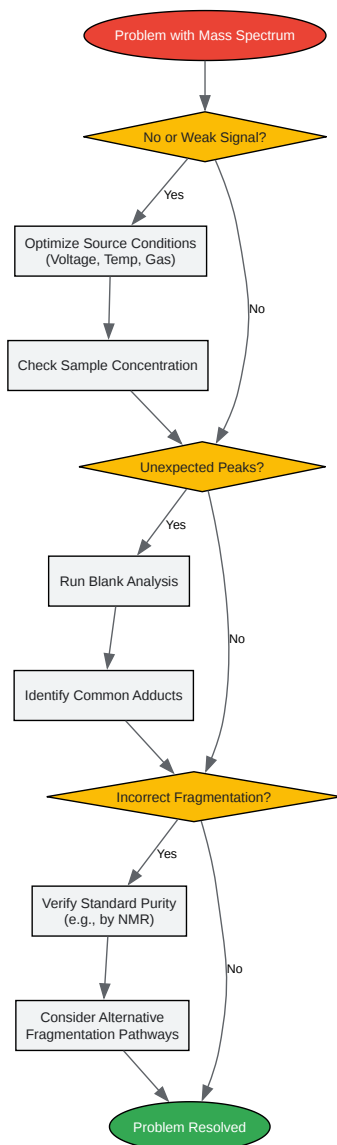 Problem with Mass Spectrum
No or Weak Signal?
Yes
Optimize Source Conditions
(Voltage, Temp, Gas)
No
Check Sample Concentration
Unexpected Peaks?
Yes
Run Blank Analysis
No
Identify Common Adducts
Incorrect Fragmentation?
Yes
Verify Standard Purity
(e.g., by NMR)
No
Consider Alternative
Fragmentation Pathways
Problem Resolved